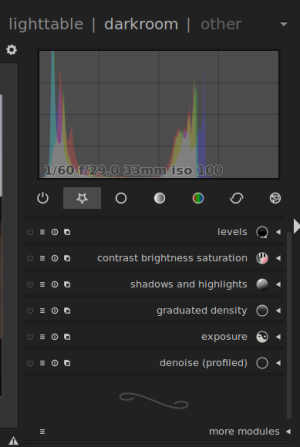 lighttable | darkroom | other
1/60 f/29.0 33mm iso 100
levels
contrast brightness saturation
shadows and highlights
graduated density
exposure
denoise (profiled)
more modules